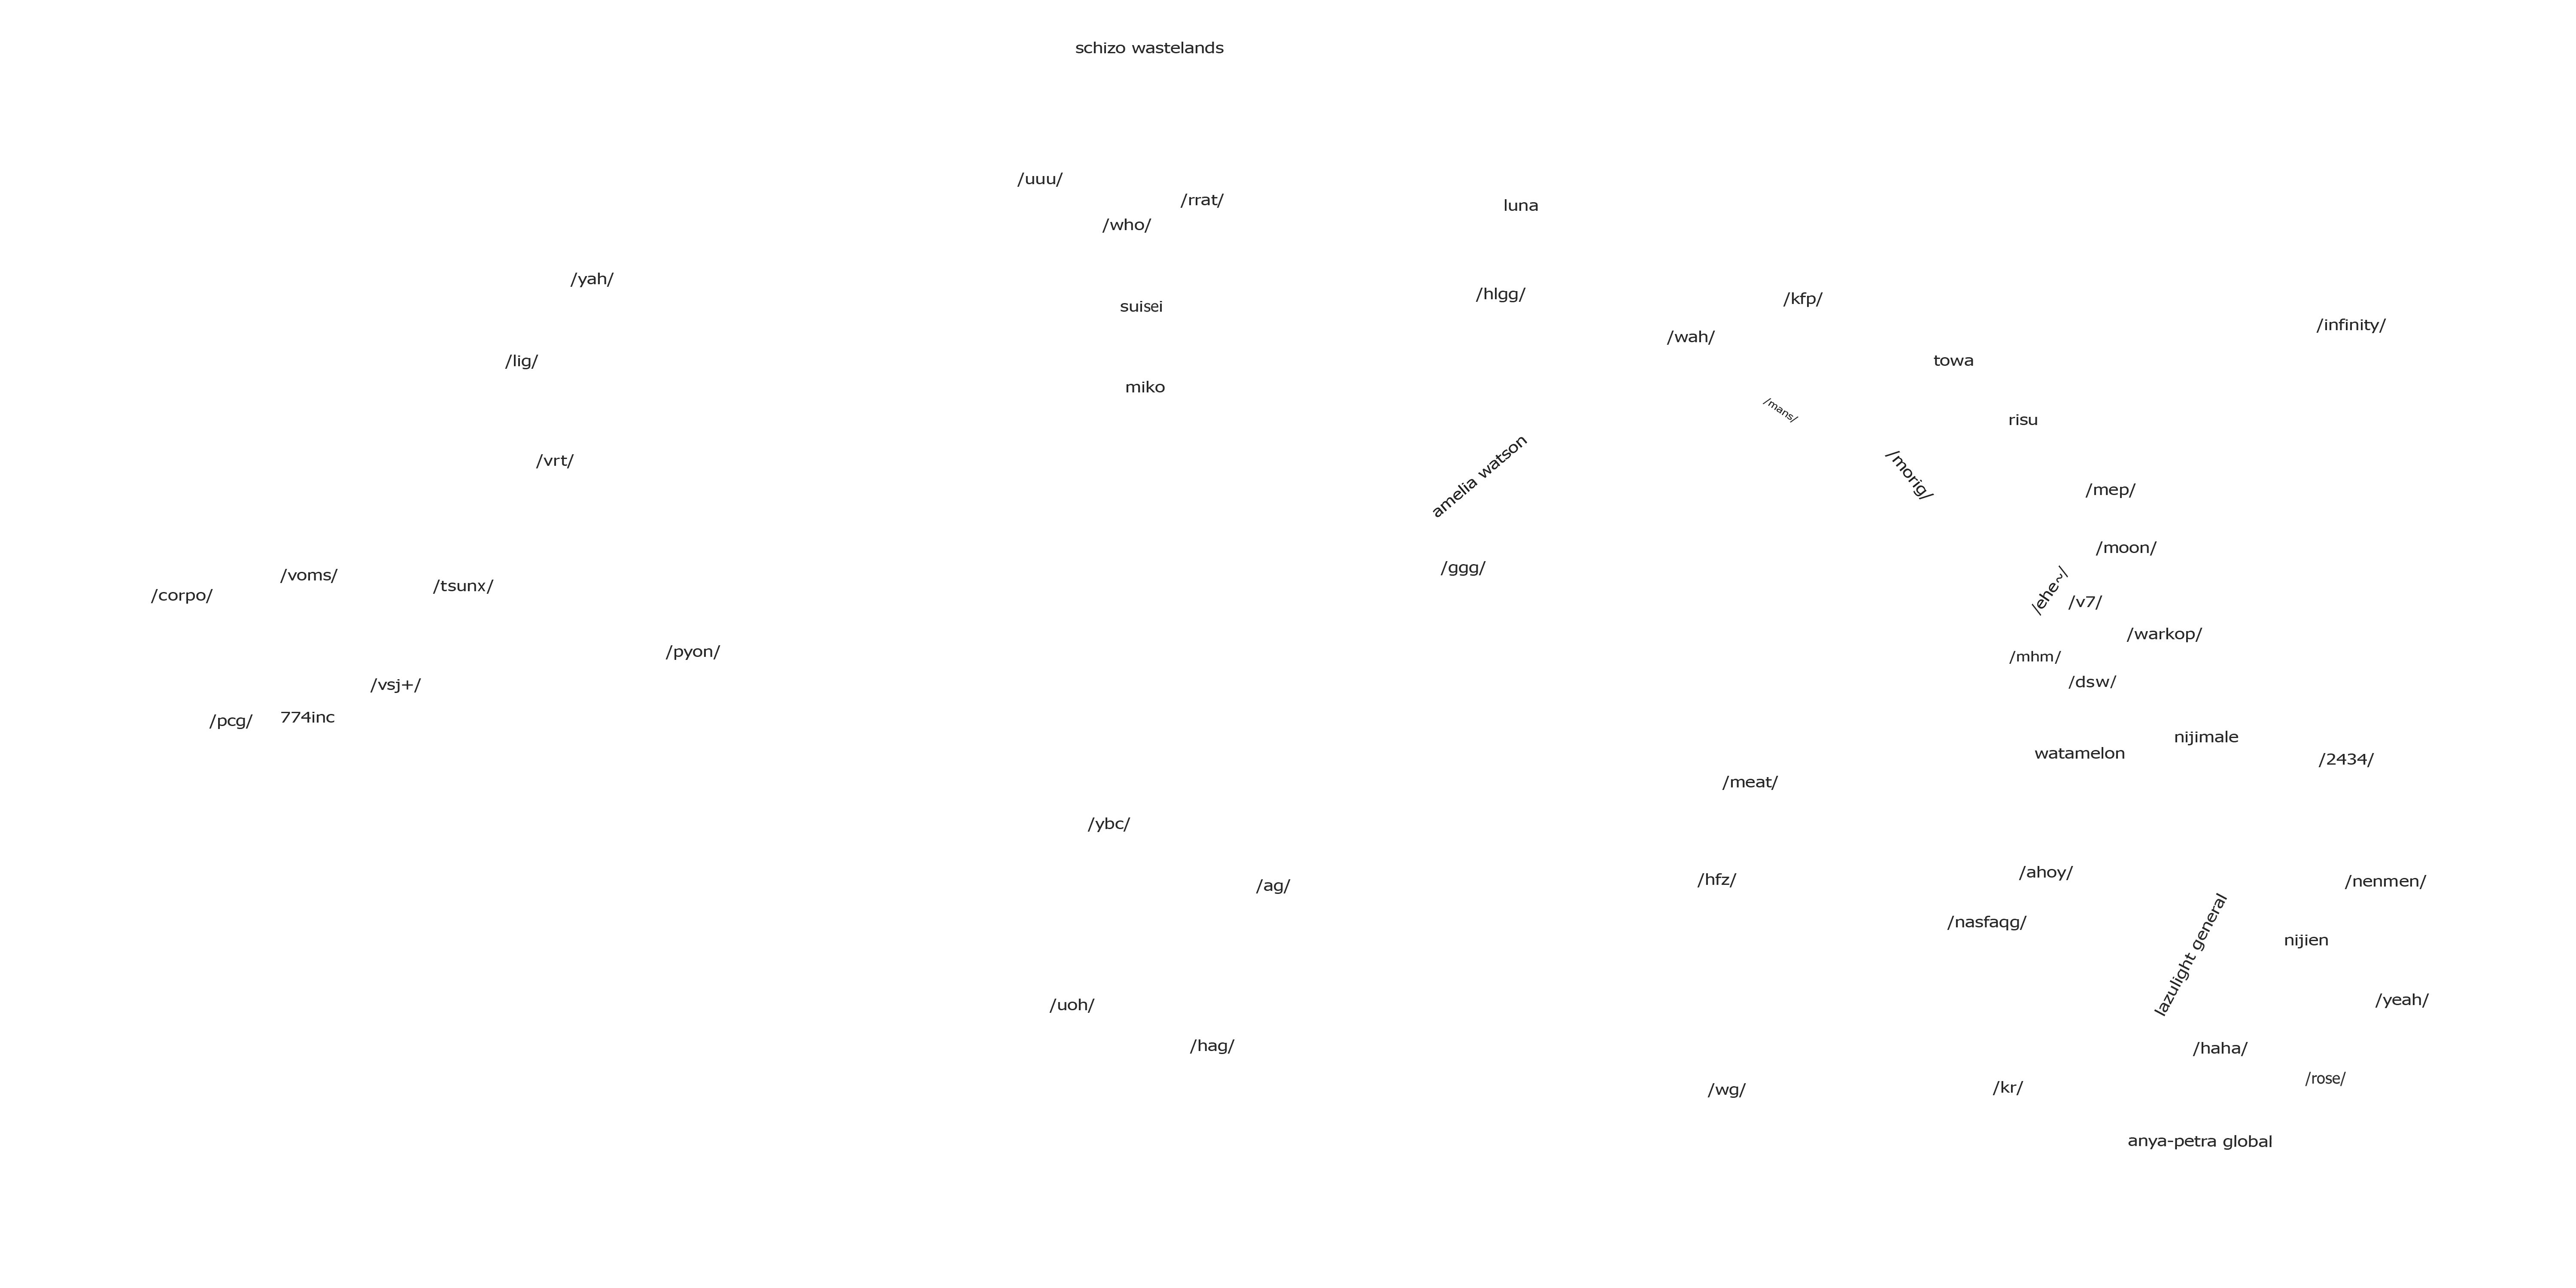 schizo wastelands
/uuu/
/rrat/
/who/
luna
/yah/
suisei
/hlgg/
/kfp/
/wah/
/infinity/
/lig/
towa
miko
/mans/
risu
/vrt/
amelia watson
/morig/
/mep/
/moon/
/ggg/
/voms/
/tsunx/
/corpo/
/ehe~/
/v7/
/warkop/
/pyon/
/mhm/
/dsw/
/vsj+/
/pcg/
774inc
nijimale
watamelon
/2434/
/meat/
/ybc/
/ag/
/hfz/
/ahoy/
/nenmen/
/nasfaqg/
lazulight general
nijien
/uoh/
/yeah/
/hag/
/haha/
/rose/
/wg/
/kr/
anya-petra global